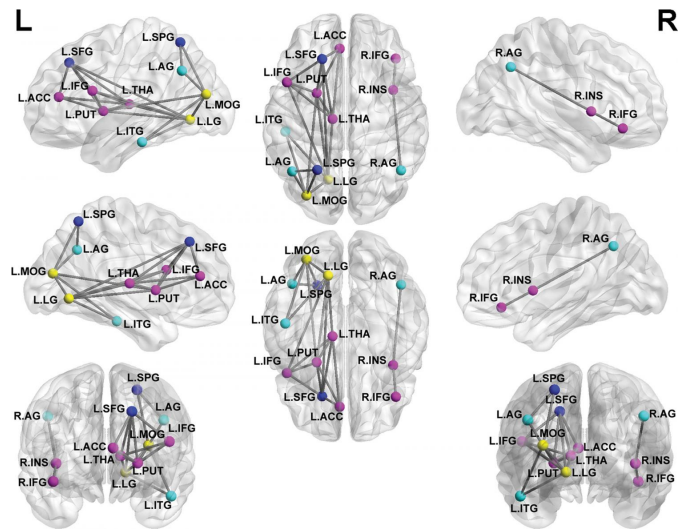 L
R
L.SPG
L.SFG
L.AG
L.IFG
L.THA
L.ACC
L.MOG
L.PUT
L.LG
L.ITG
L.ACC
L.SFG
R.IFG
L.IFG
L.PUT
R.INS
L.ITG
L.THA
L.AG
L.SPG
R.AG
L.LG
L.MOG
R.AG
R.INS
R.IFG
L.SPG
L.SFG
L.AG
L.MOG
L.THA
L.IFG
L.ACC
L.LG
L.PUT
L.ITG
L.MOG
L.LG
L.AG
R.AG
L.SPG
L.ITG
L.THA
L.PUT
L.IFG
R.INS
L.SFG
R.IFG
L.ACC
R.AG
R.INS
R.IFG
L.SPG
R.AG
L.SFG
L.AG
L.MOG
L.IFG
L.ACC
L.THA
R.INS
L.PUT
L.LG
R.IFG
L.ITG
L.SPG
L.SFG
L.AG
R.AG
L.MOG
L.IFG
L.ACC
L.THA
L.PUT
L.LG
R.INS
R.IFG
L.ITG